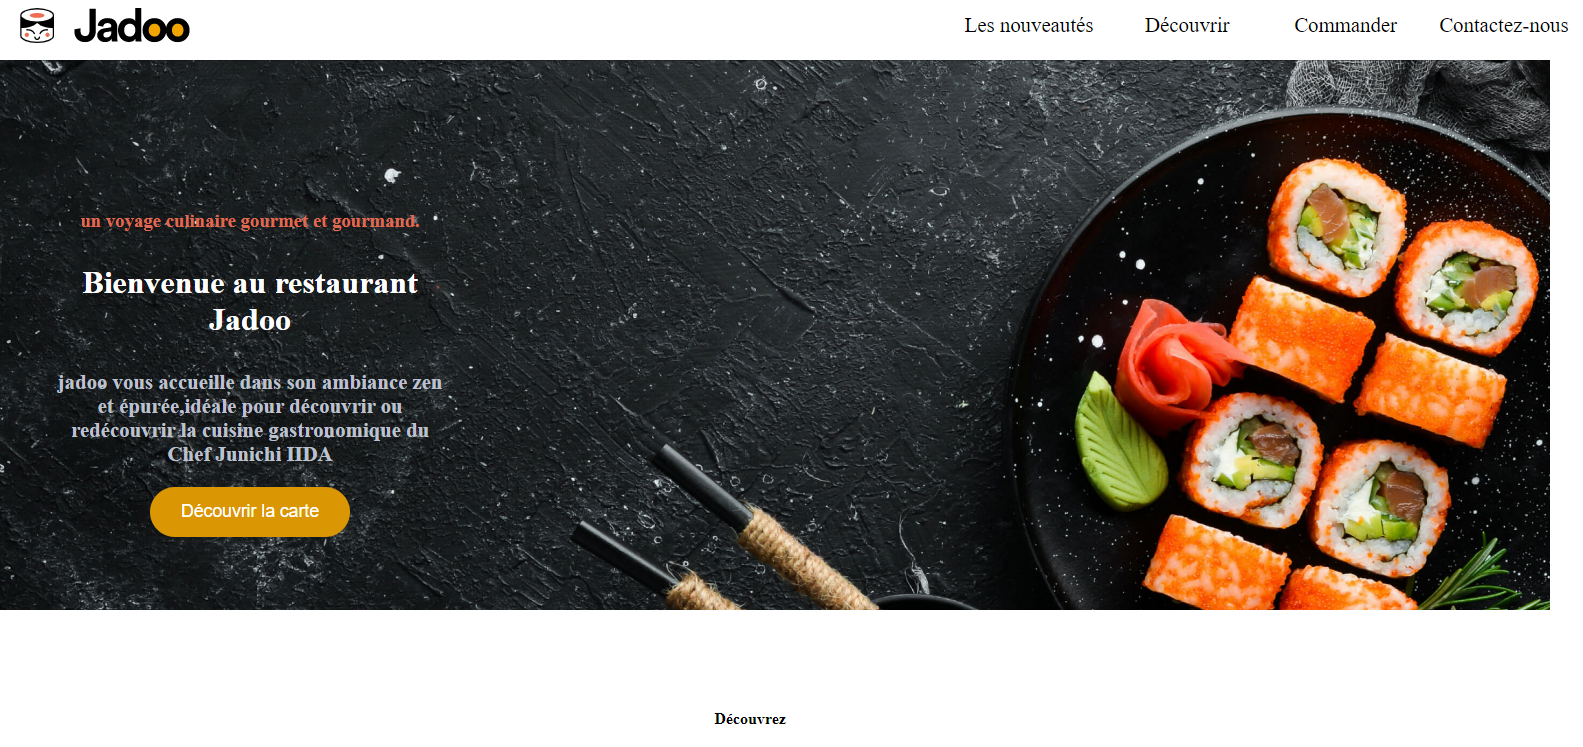 Jadoo
Les nouveautés
Découvrir
Commander
Contactez-nous
un voyage culinaire gourmet et gourmand.
Bienvenue au restaurant
Jadoo
jadoo vous accueille dans son ambiance zen
et épurée,idéale pour découvrir ou
redécouvrir la cuisine gastronomique du
Chef Junichi IIDA
Découvrir la carte
Découvrez